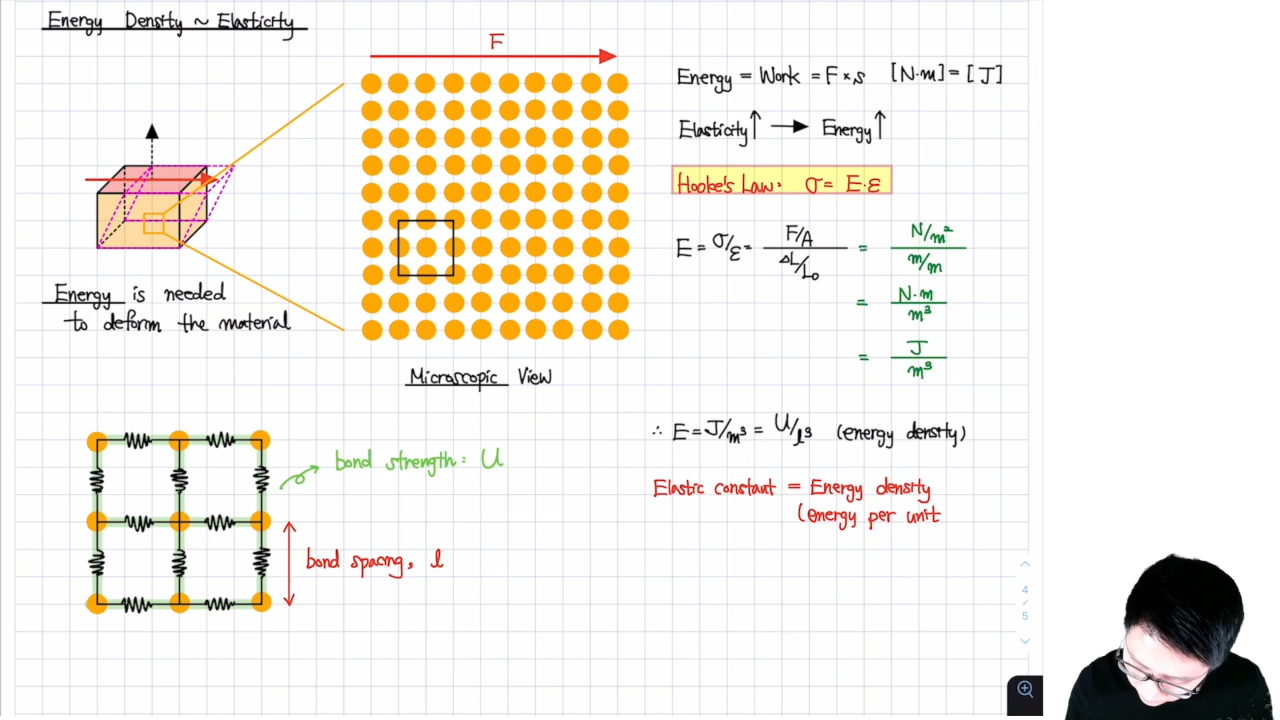 Energy Density ~ Elasticity
F
Energy is needed
to deform the material
Microscopic View
bond strength: U
bond spacing, l
Energy = Work = F × s [N·m] = [J]
Elasticity↑ → Energy↑
Hooke's Law: σ = E·ε
E = σ/ε = F/A / ΔL/L₀ = N/m² / m/m
= N·m / m³
= J / m³
∴ E = J/m³ = U/l³ (energy density)
Elastic constant = Energy density
(energy per unit
4
/
5